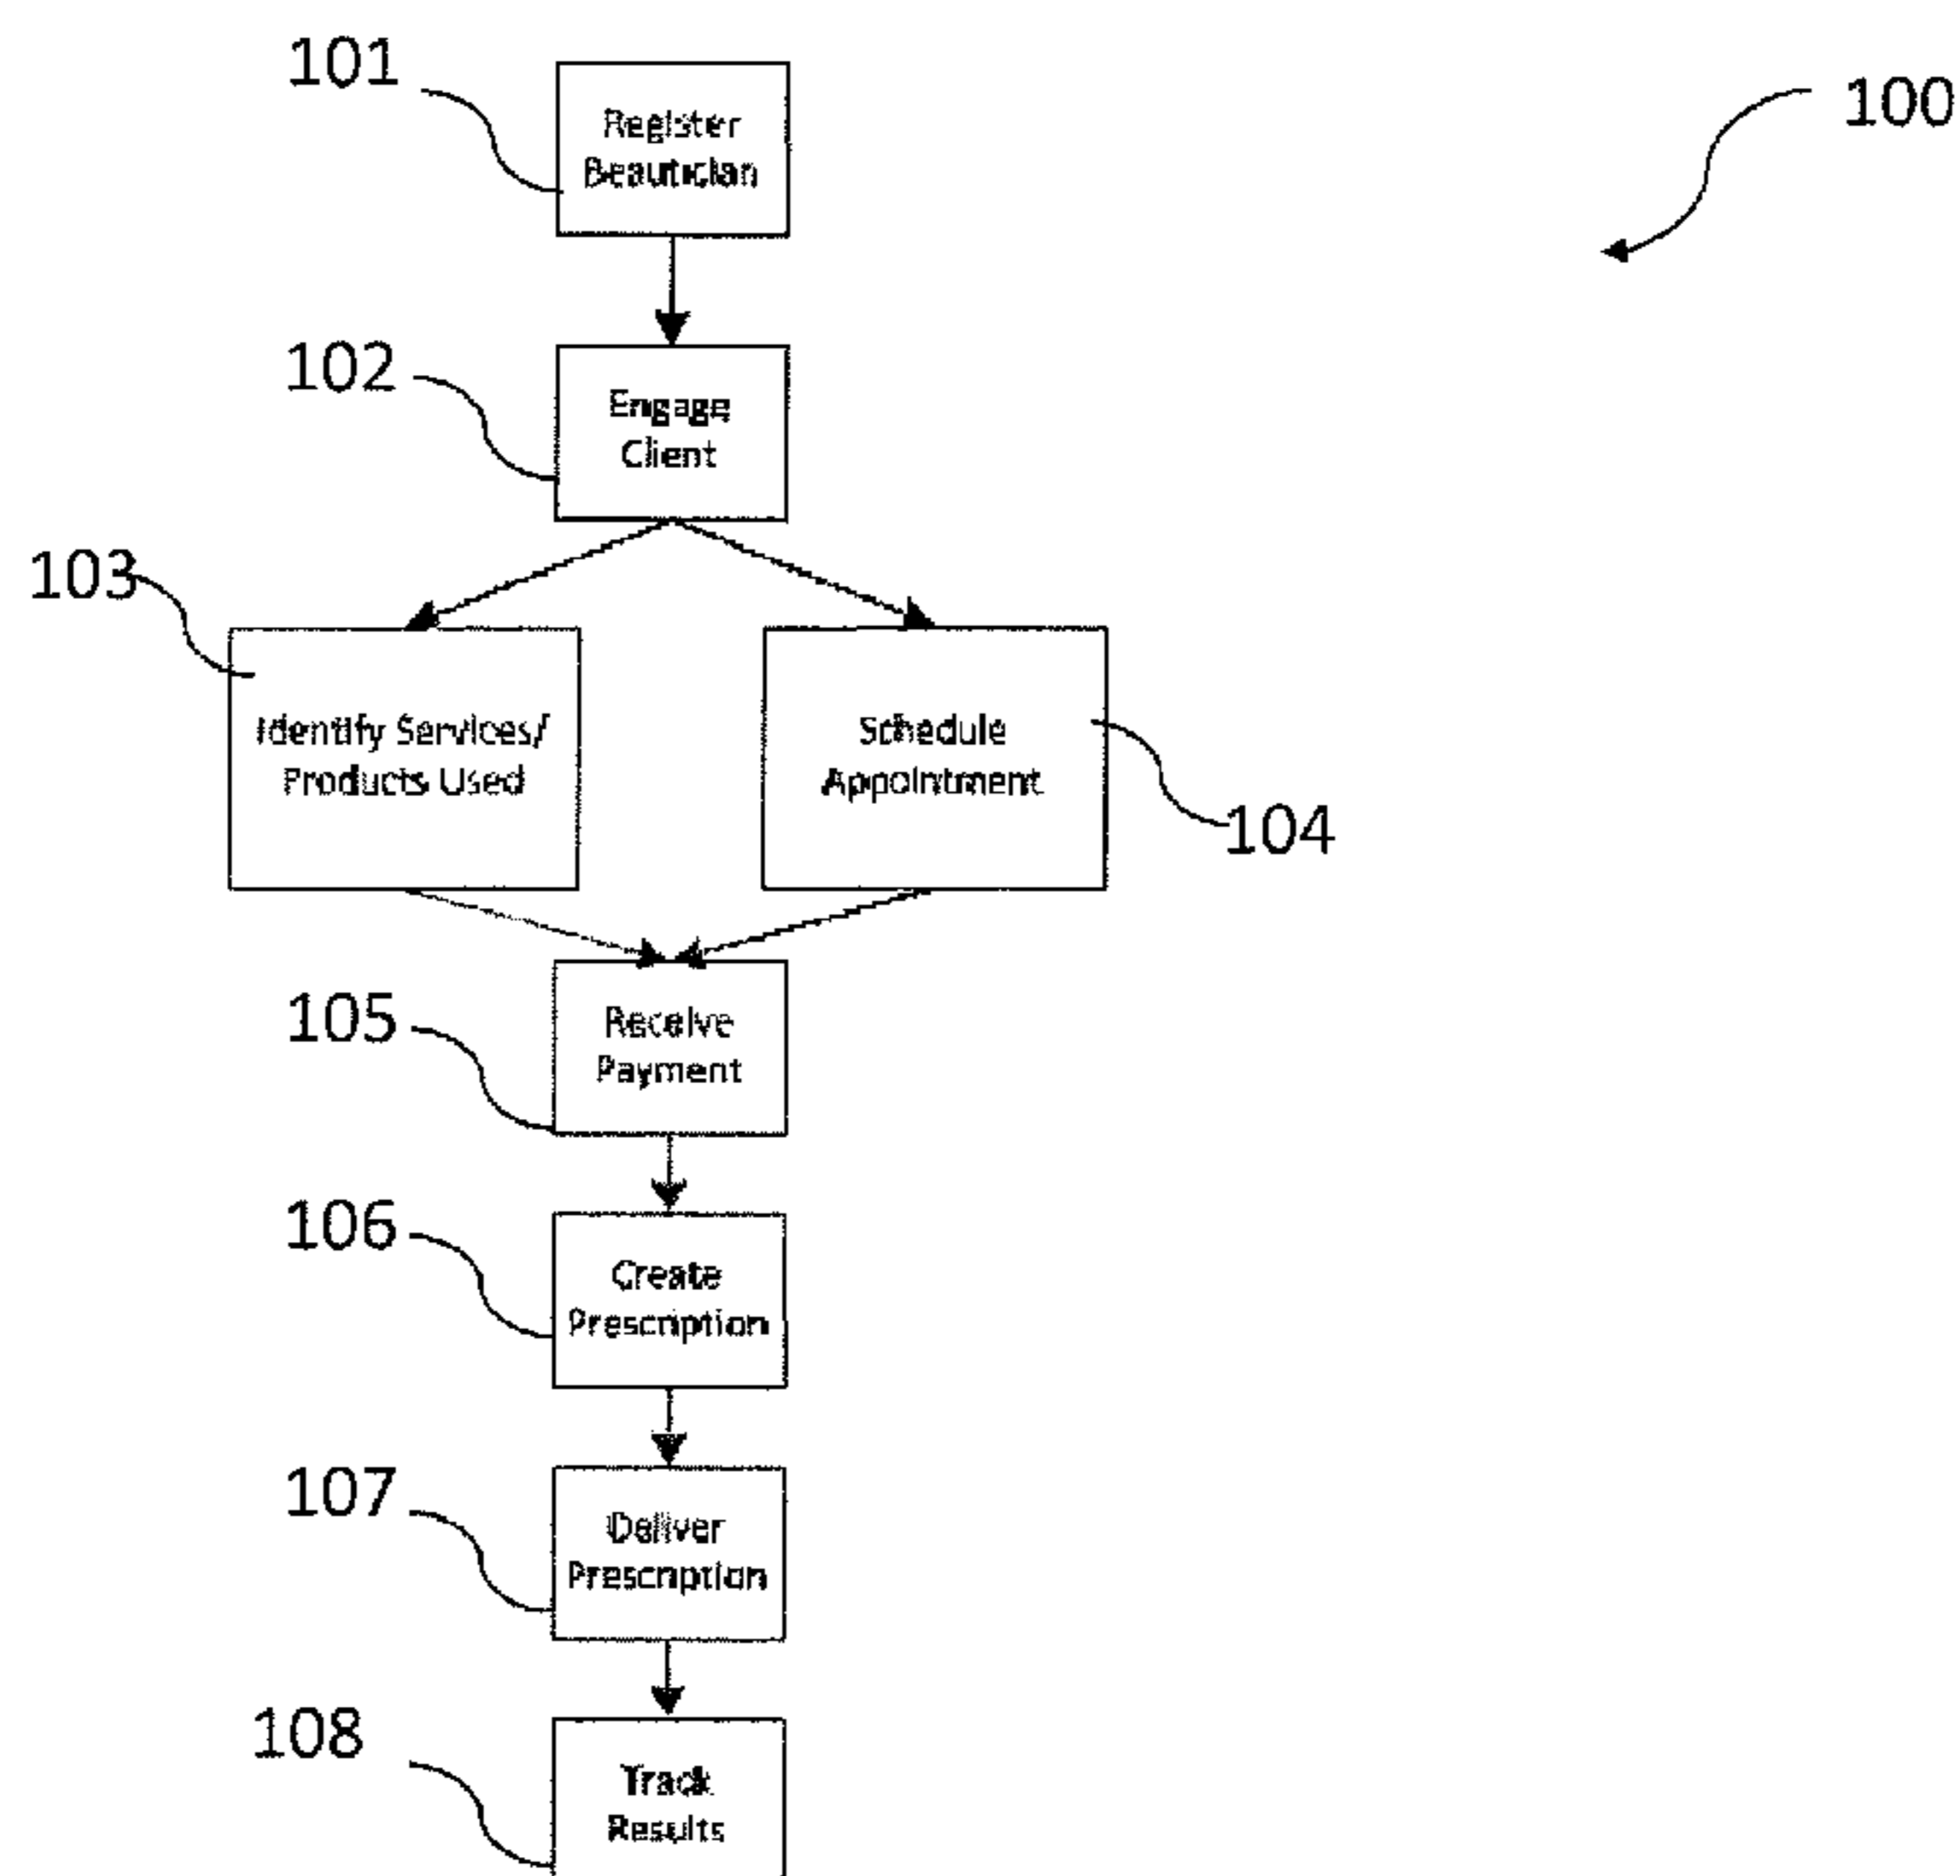 101
Register
Beautician
100
102
Engage
Client
103
Identify Services/
Products Used
Schedule
Appointment
104
105
Receive
Payment
106
Create
Prescription
107
Deliver
Prescription
108
Track
Results